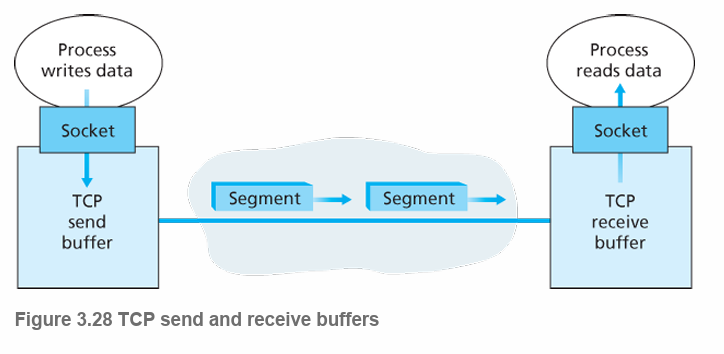 Process
writes data
Socket
TCP
send
buffer
Segment
Segment
Process
reads data
Socket
TCP
receive
buffer
Figure 3.28 TCP send and receive buffers